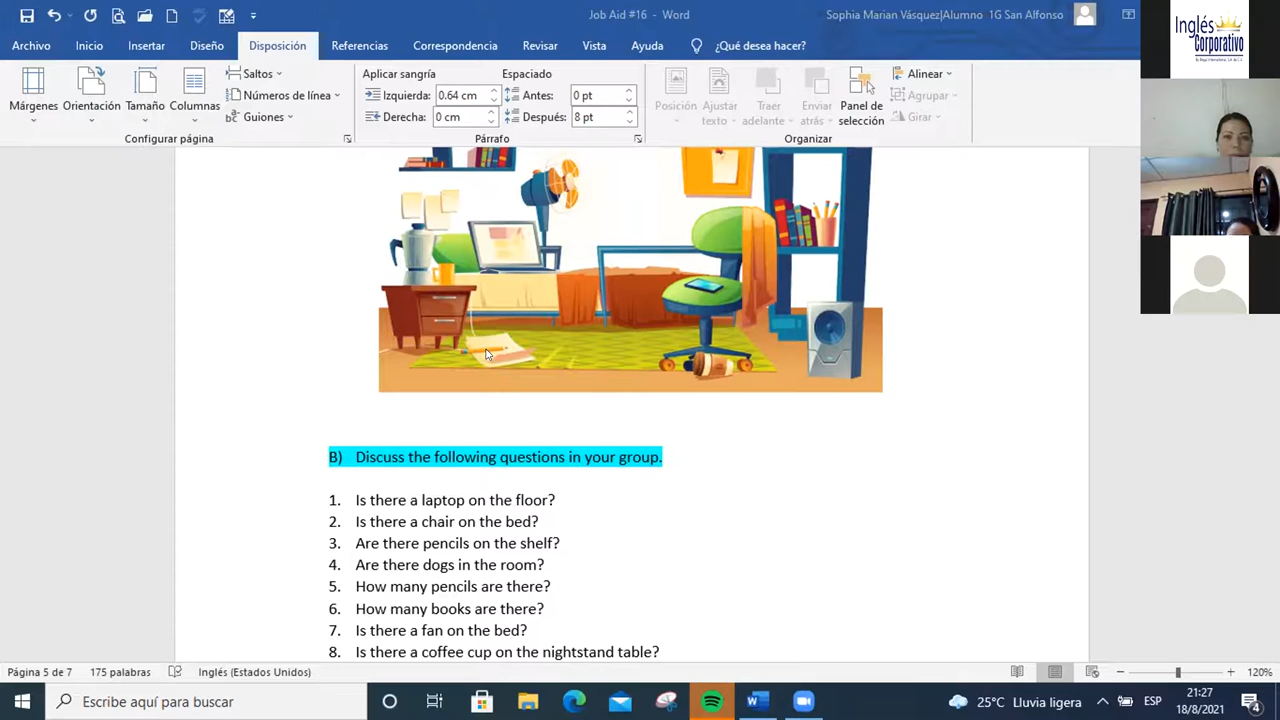 Job Aid #16 - Word
Sophia Marian Vásquez|Alumno 1G San Alfonso
Archivo Inicio Insertar Diseño Disposición Referencias Correspondencia Revisar Vista Ayuda ¿Qué desea hacer?
Márgenes
Orientación
Tamaño
Columnas
Saltos
Números de línea
Guiones
Configurar página
Aplicar sangría
Izquierda: 0.64 cm
Derecha: 0 cm
Espaciado
Antes: 0 pt
Después: 8 pt
Párrafo
Posición
Ajustar texto
Traer adelante
Enviar atrás
Panel de selección
Alinear
Agrupar
Girar
Organizar
Inglés
Corporativo
B) Discuss the following questions in your group.
1. Is there a laptop on the floor?
2. Is there a chair on the bed?
3. Are there pencils on the shelf?
4. Are there dogs in the room?
5. How many pencils are there?
6. How many books are there?
7. Is there a fan on the bed?
8. Is there a coffee cup on the nightstand table?
Página 5 de 7 175 palabras Inglés (Estados Unidos)
120%
Escribe aquí para buscar
25°C Lluvia ligera
ESP
21:27
18/8/2021
4